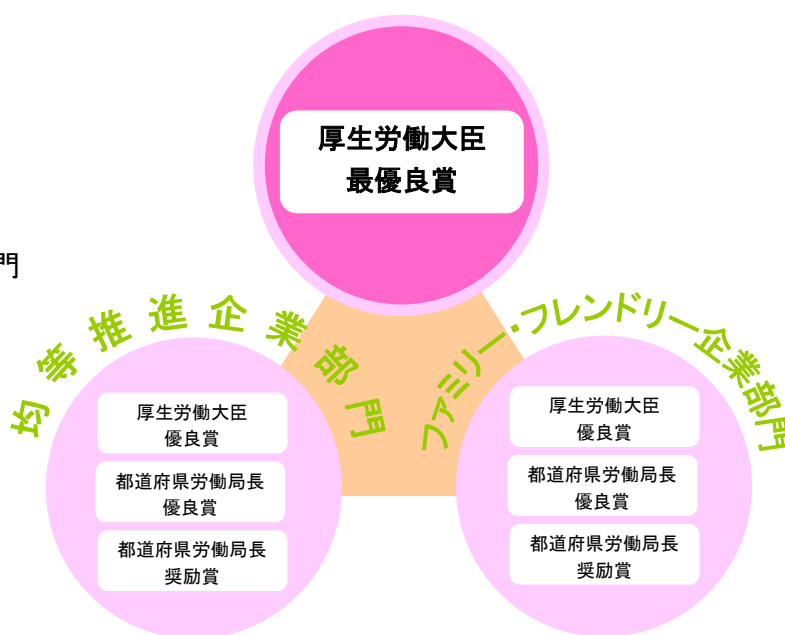 厚生労働大臣
最優良賞
門
均等推進企業部門
ファミリー・フレンドリー企業部門
厚生労働大臣
優良賞
都道府県労働局長
優良賞
都道府県労働局長
奨励賞
厚生労働大臣
優良賞
都道府県労働局長
優良賞
都道府県労働局長
奨励賞